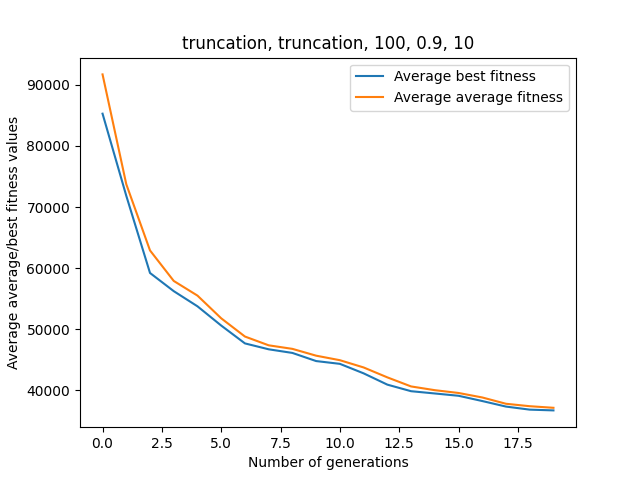 truncation, truncation, 100, 0.9, 10
Average best fitness
Average average fitness
Average average/best fitness values
90000
80000
70000
60000
50000
40000
0.0 2.5 5.0 7.5 10.0 12.5 15.0 17.5
Number of generations